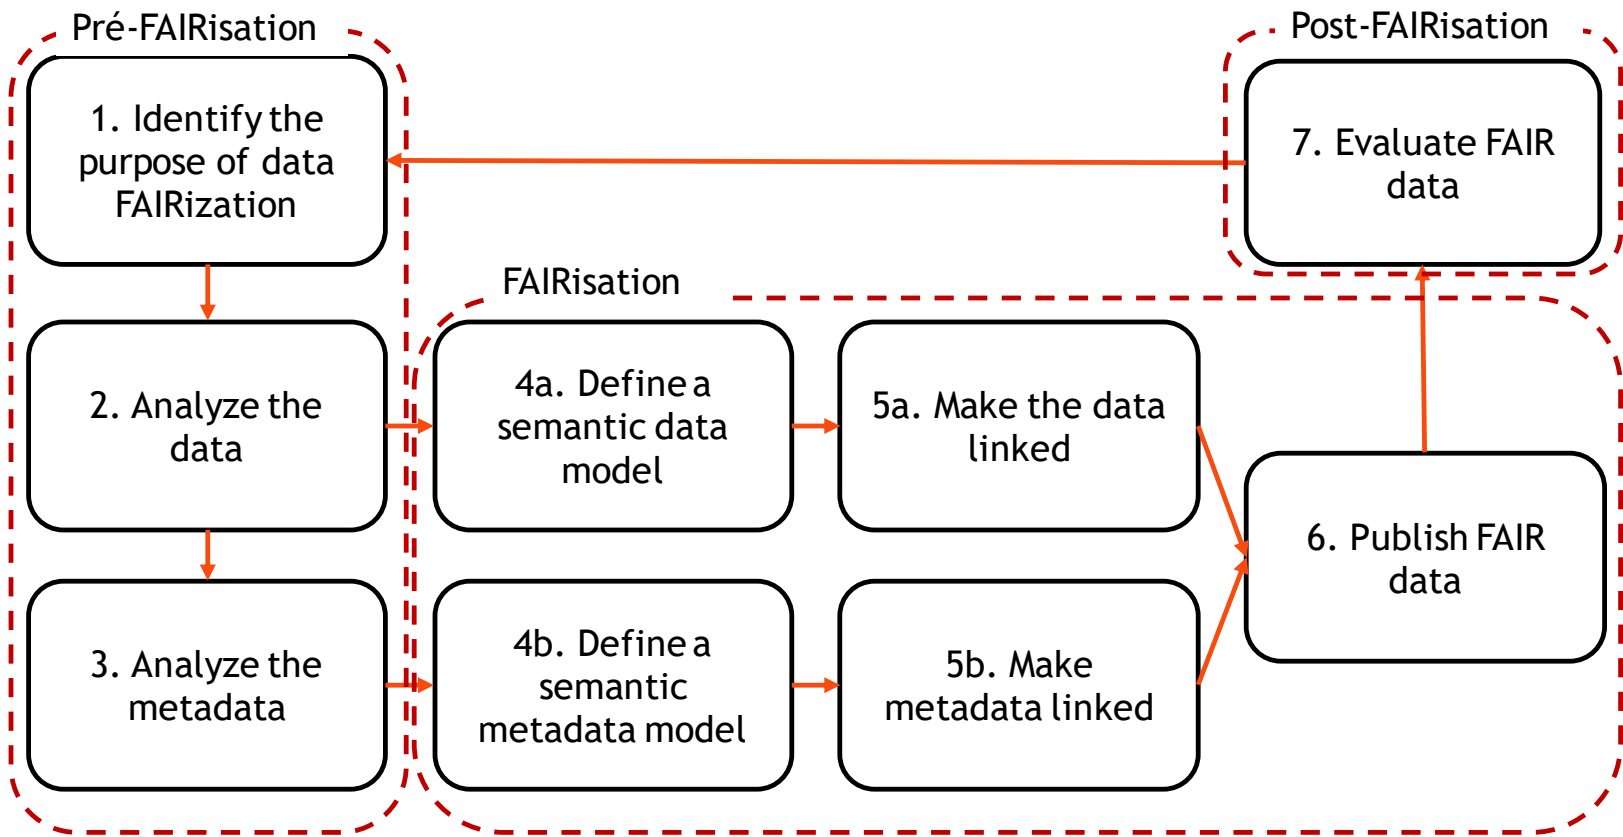 Pré-FAIRisation
Post-FAIRisation
1. Identify the
purpose of data
FAIRization
7. Evaluate FAIR
data
FAIRisation
2. Analyze the
data
4a. Define a
semantic data
model
5a. Make the data
linked
6. Publish FAIR
data
3. Analyze the
metadata
4b. Define a
semantic
metadata model
5b. Make
metadata linked